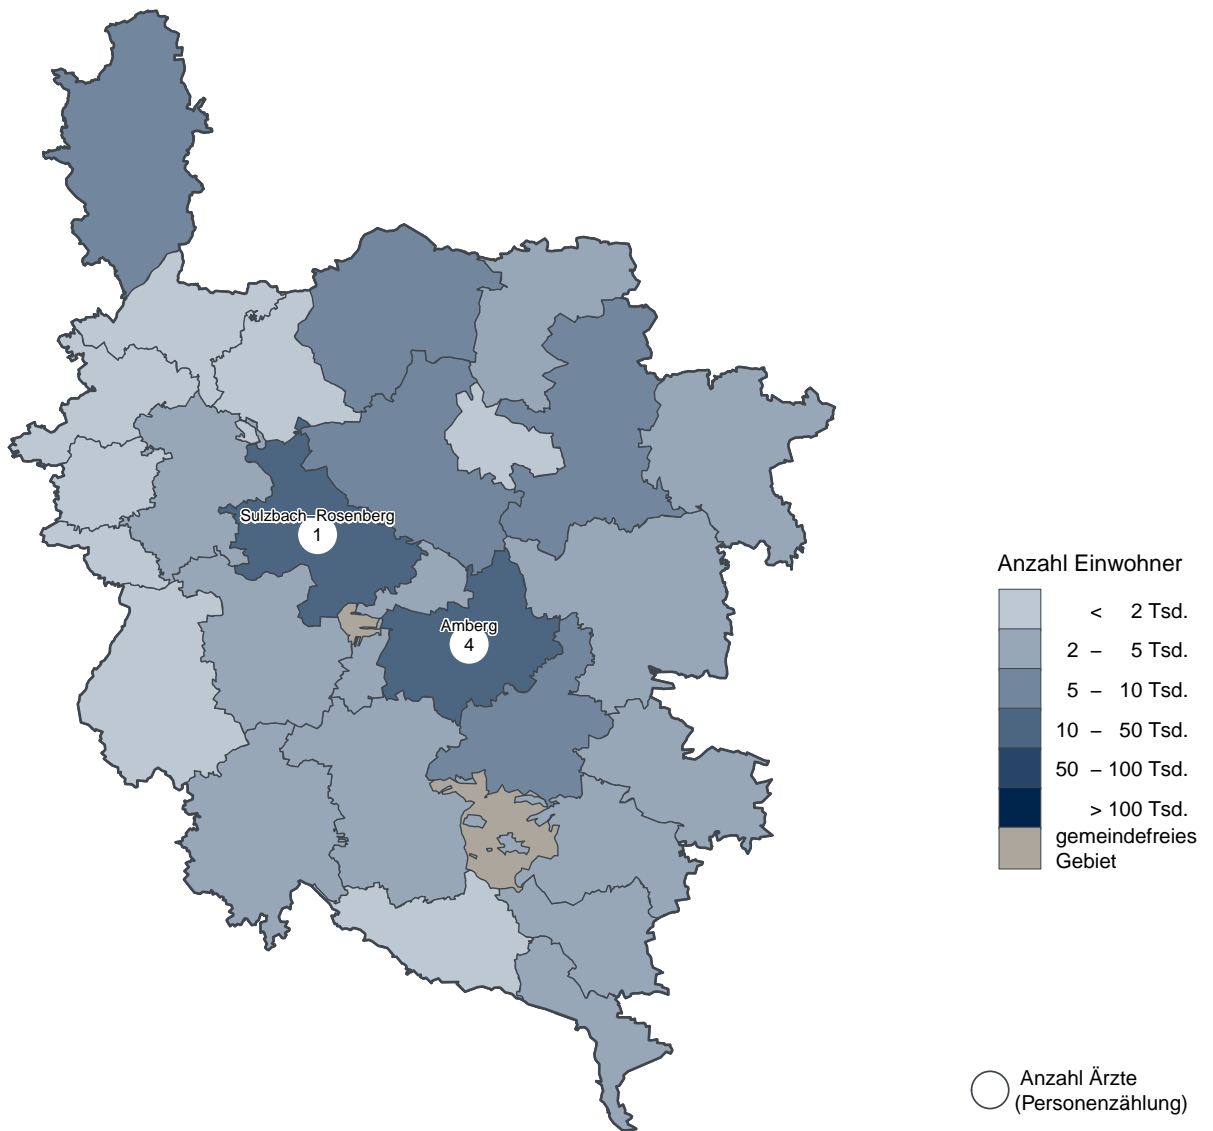 Sulzbach–Rosenberg
1
Amberg
4
Anzahl Einwohner
< 2 Tsd.
2 – 5 Tsd.
5 – 10 Tsd.
10 – 50 Tsd.
50 – 100 Tsd.
> 100 Tsd.
gemeindefreies
Gebiet
Anzahl Ärzte
(Personenzählung)